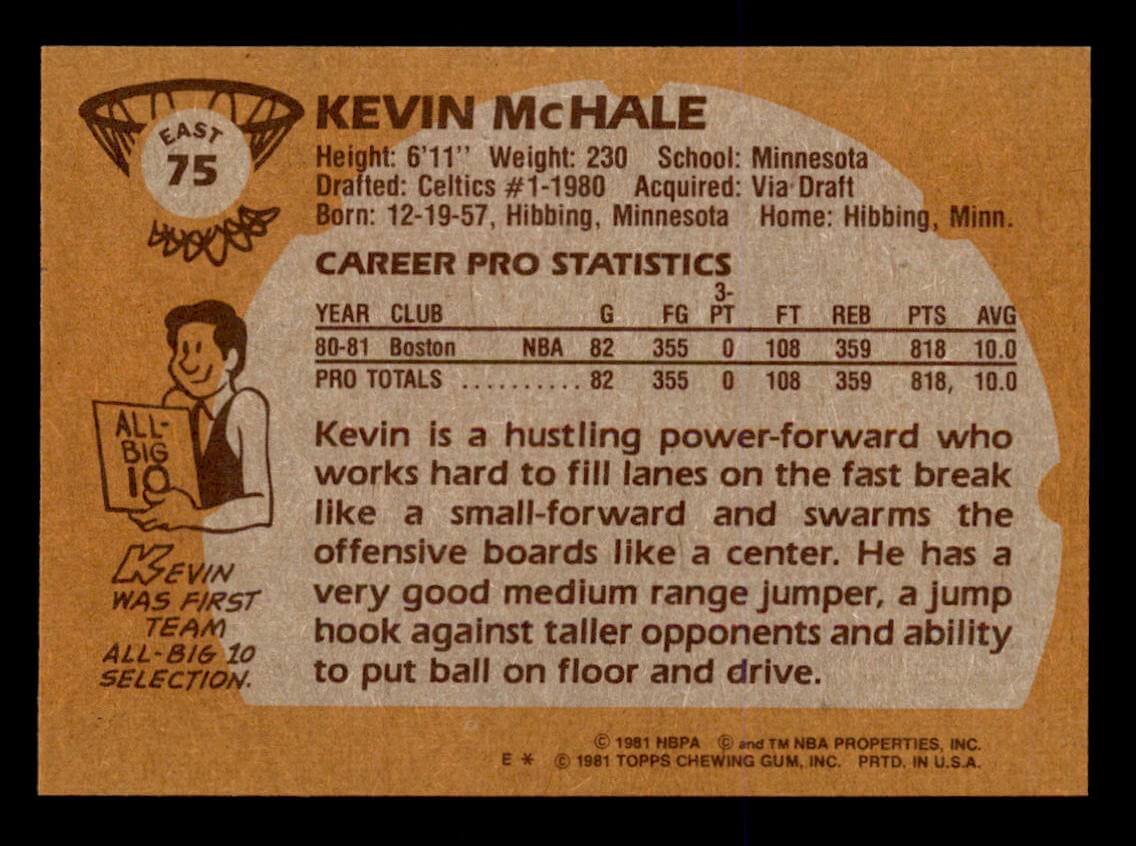 EAST
75
KEVIN McHALE
Height: 6'11'' Weight: 230 School: Minnesota
Drafted: Celtics #1-1980 Acquired: Via Draft
Born: 12-19-57, Hibbing, Minnesota Home: Hibbing, Minn.
CAREER PRO STATISTICS
YEAR CLUB G FG 3-PT FT REB PTS AVG
80-81 Boston NBA 82 355 0 108 359 818 10.0
PRO TOTALS .......... 82 355 0 108 359 818, 10.0
ALL-
BIG
10
KEVIN
WAS FIRST
TEAM
ALL-BIG 10
SELECTION.
Kevin is a hustling power-forward who
works hard to fill lanes on the fast break
like a small-forward and swarms the
offensive boards like a center. He has a
very good medium range jumper, a jump
hook against taller opponents and ability
to put ball on floor and drive.
© 1981 NBPA © and TM NBA PROPERTIES, INC.
E * © 1981 TOPPS CHEWING GUM, INC. PRTD. IN U.S.A.